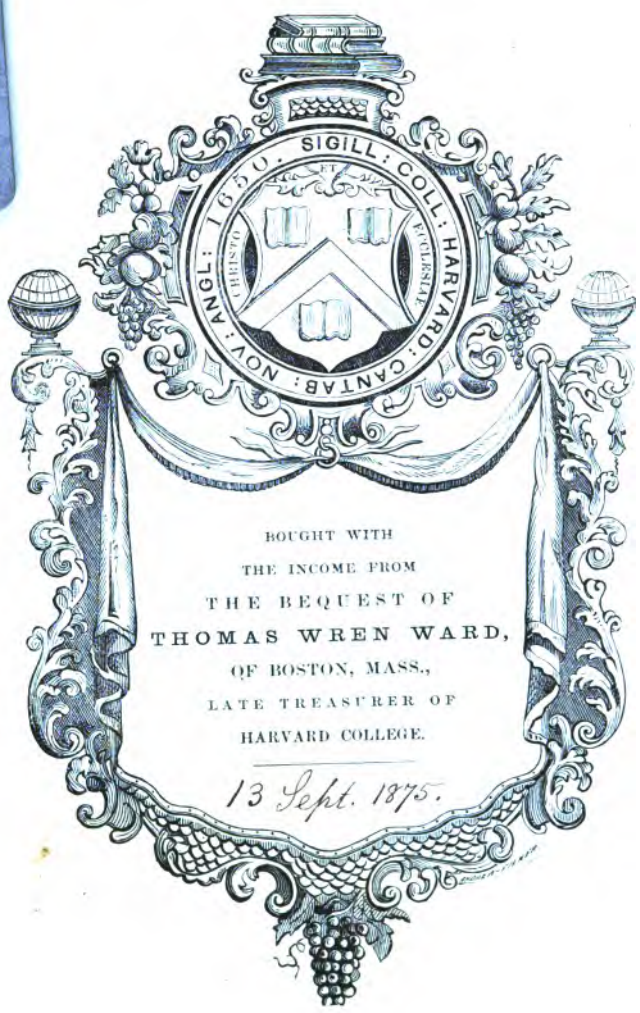 SIGILL: COLL: HARVARD: CANTAB: NOV: ANGL: 1650.
CHRISTO ET ECCLESIAE
BOUGHT WITH
THE INCOME FROM
THE BEQUEST OF
THOMAS WREN WARD,
OF BOSTON, MASS.,
LATE TREASURER OF
HARVARD COLLEGE.
13 Sept. 1875.